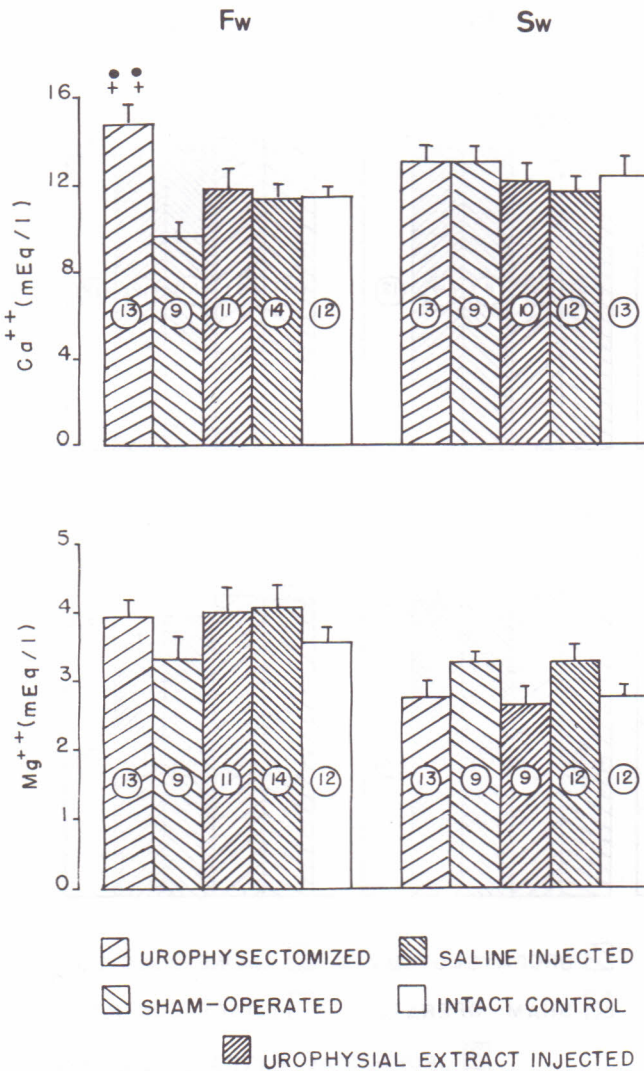 Fw Sw
● ●
+ +
Ca++ (mEq/l)
16
12
8
4
0
13 9 11 14 12 13 9 10 12 13
Mg++ (mEq/l)
5
4
3
2
1
0
13 9 11 14 12 13 9 9 12 12
UROPHYSECTOMIZED SALINE INJECTED
SHAM-OPERATED INTACT CONTROL
UROPHYSIAL EXTRACT INJECTED